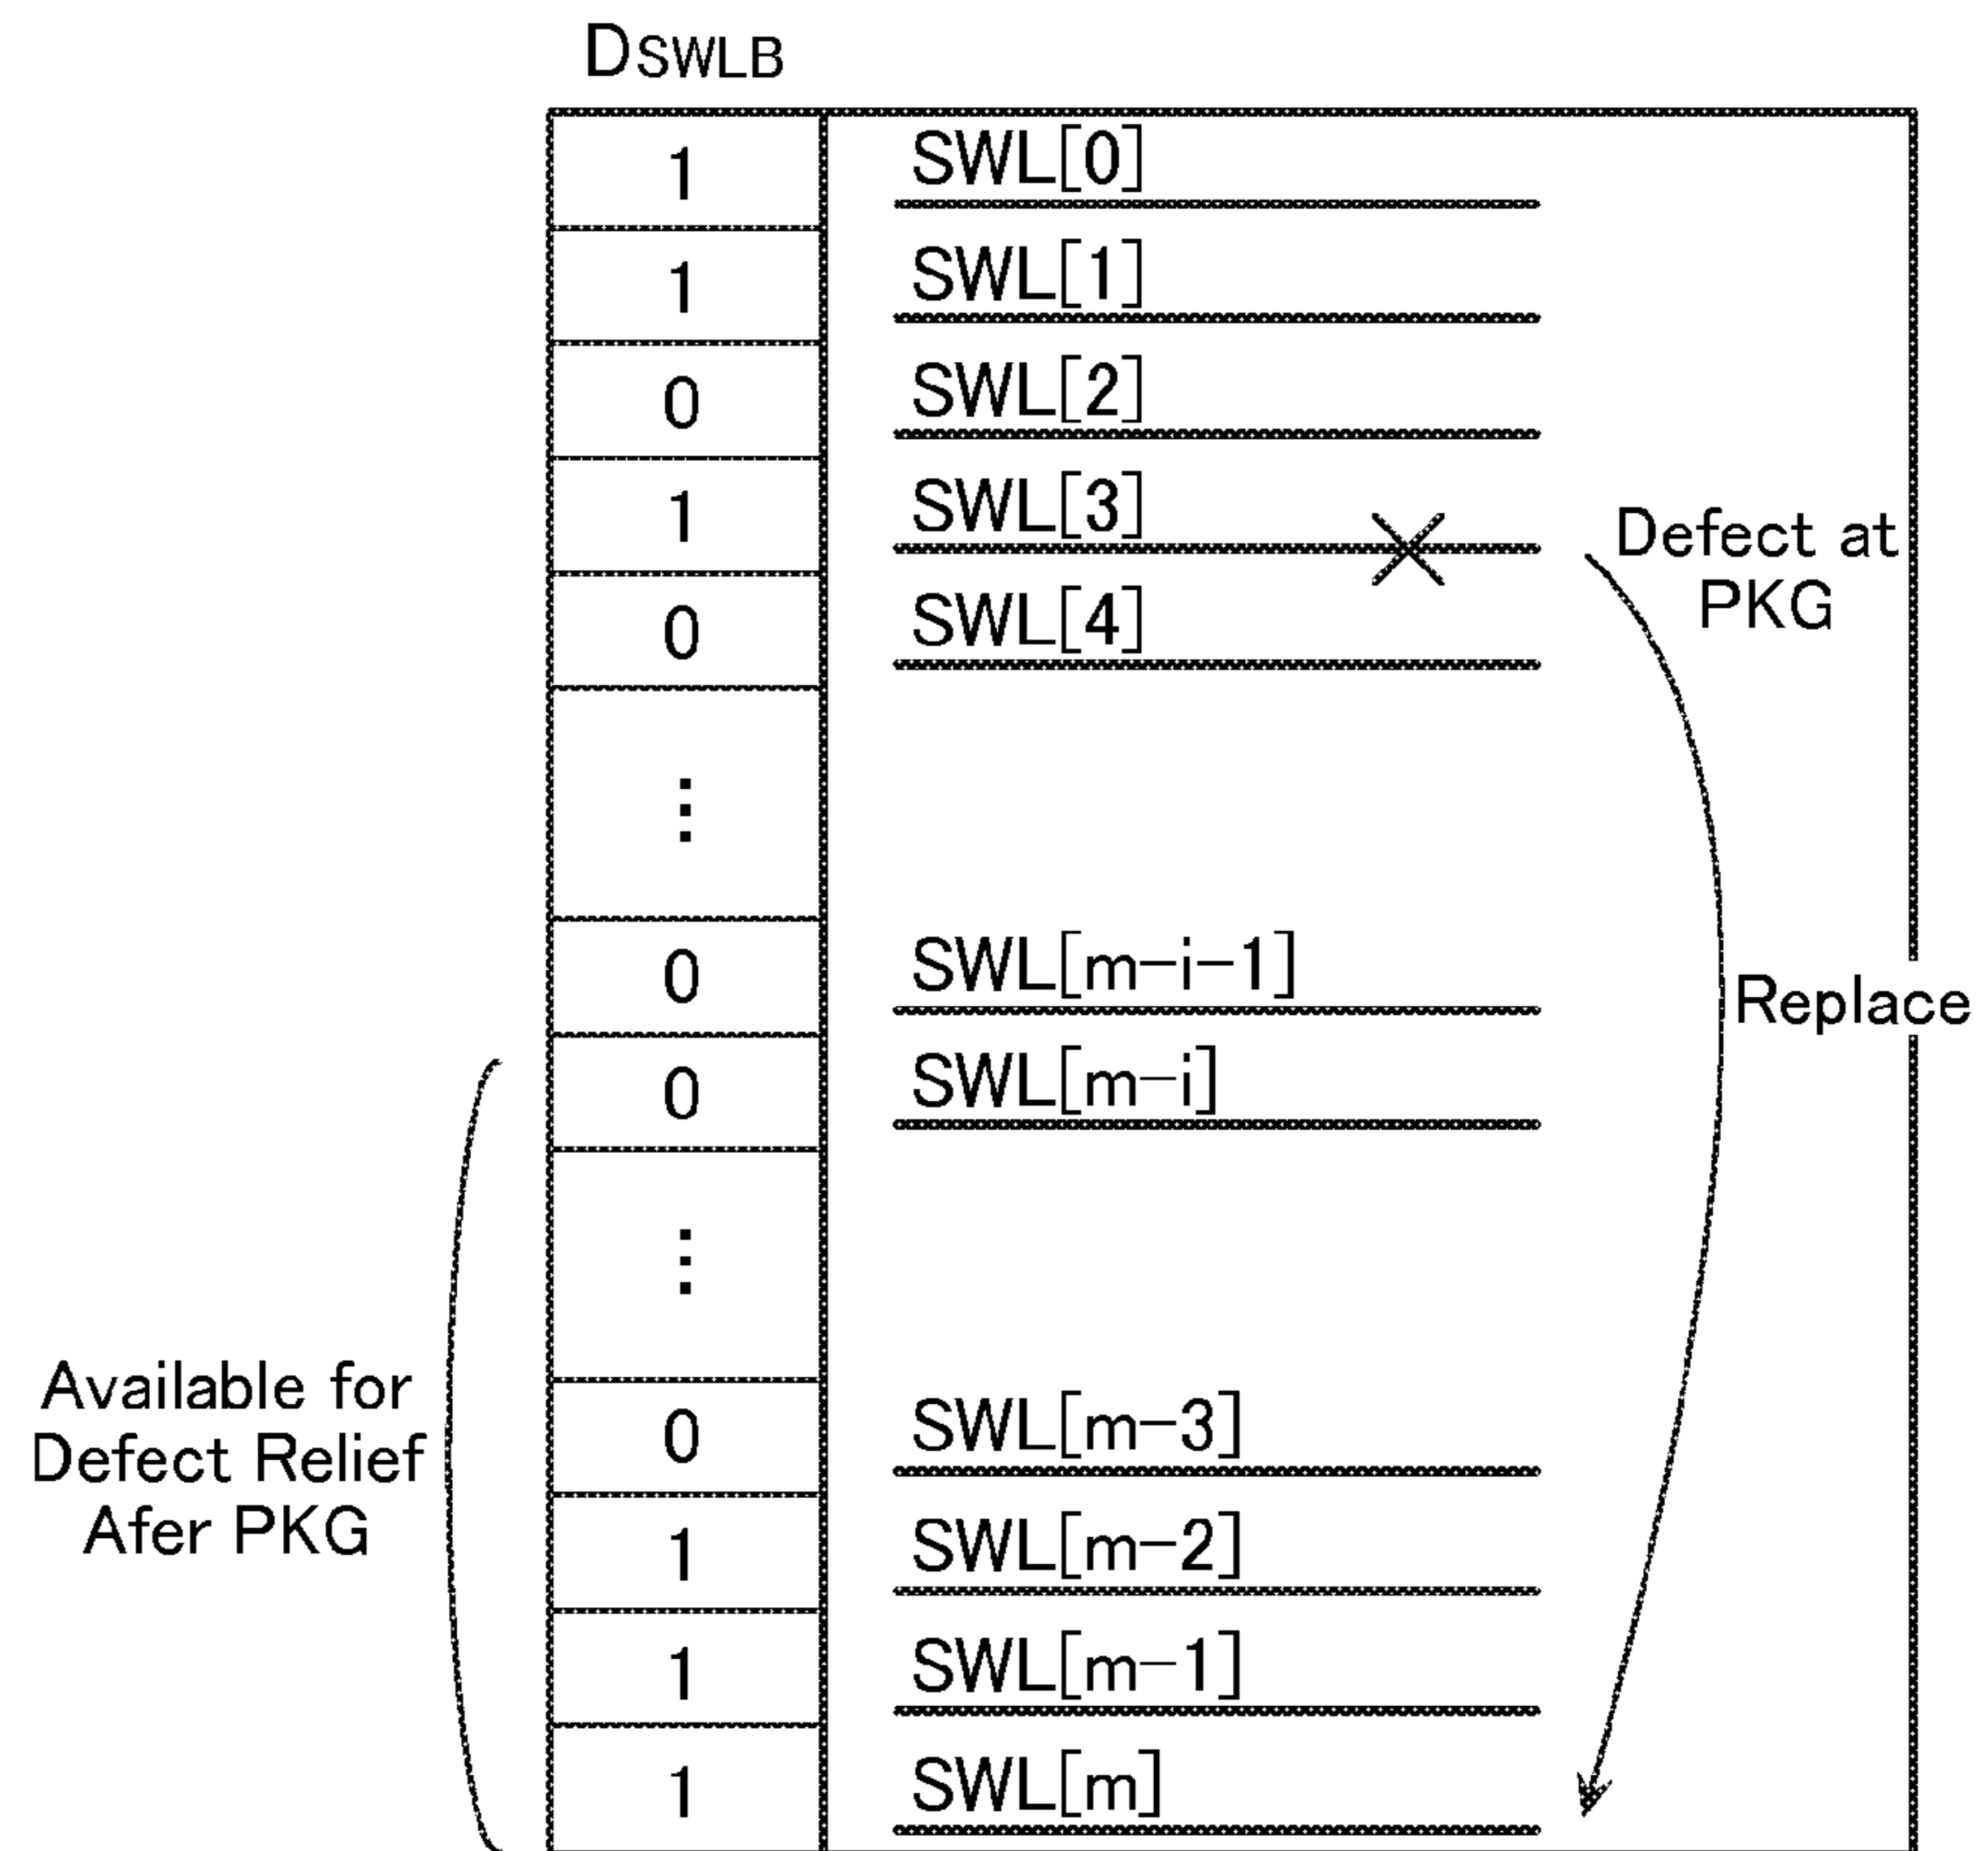 DSWLB
1 SWL[0]
1 SWL[1]
0 SWL[2]
1 SWL[3]
Defect at
PKG
0 SWL[4]
⋮
0 SWL[m-i-1]
Replace
0 SWL[m-i]
⋮
Available for
Defect Relief
Afer PKG
0 SWL[m-3]
1 SWL[m-2]
1 SWL[m-1]
1 SWL[m]